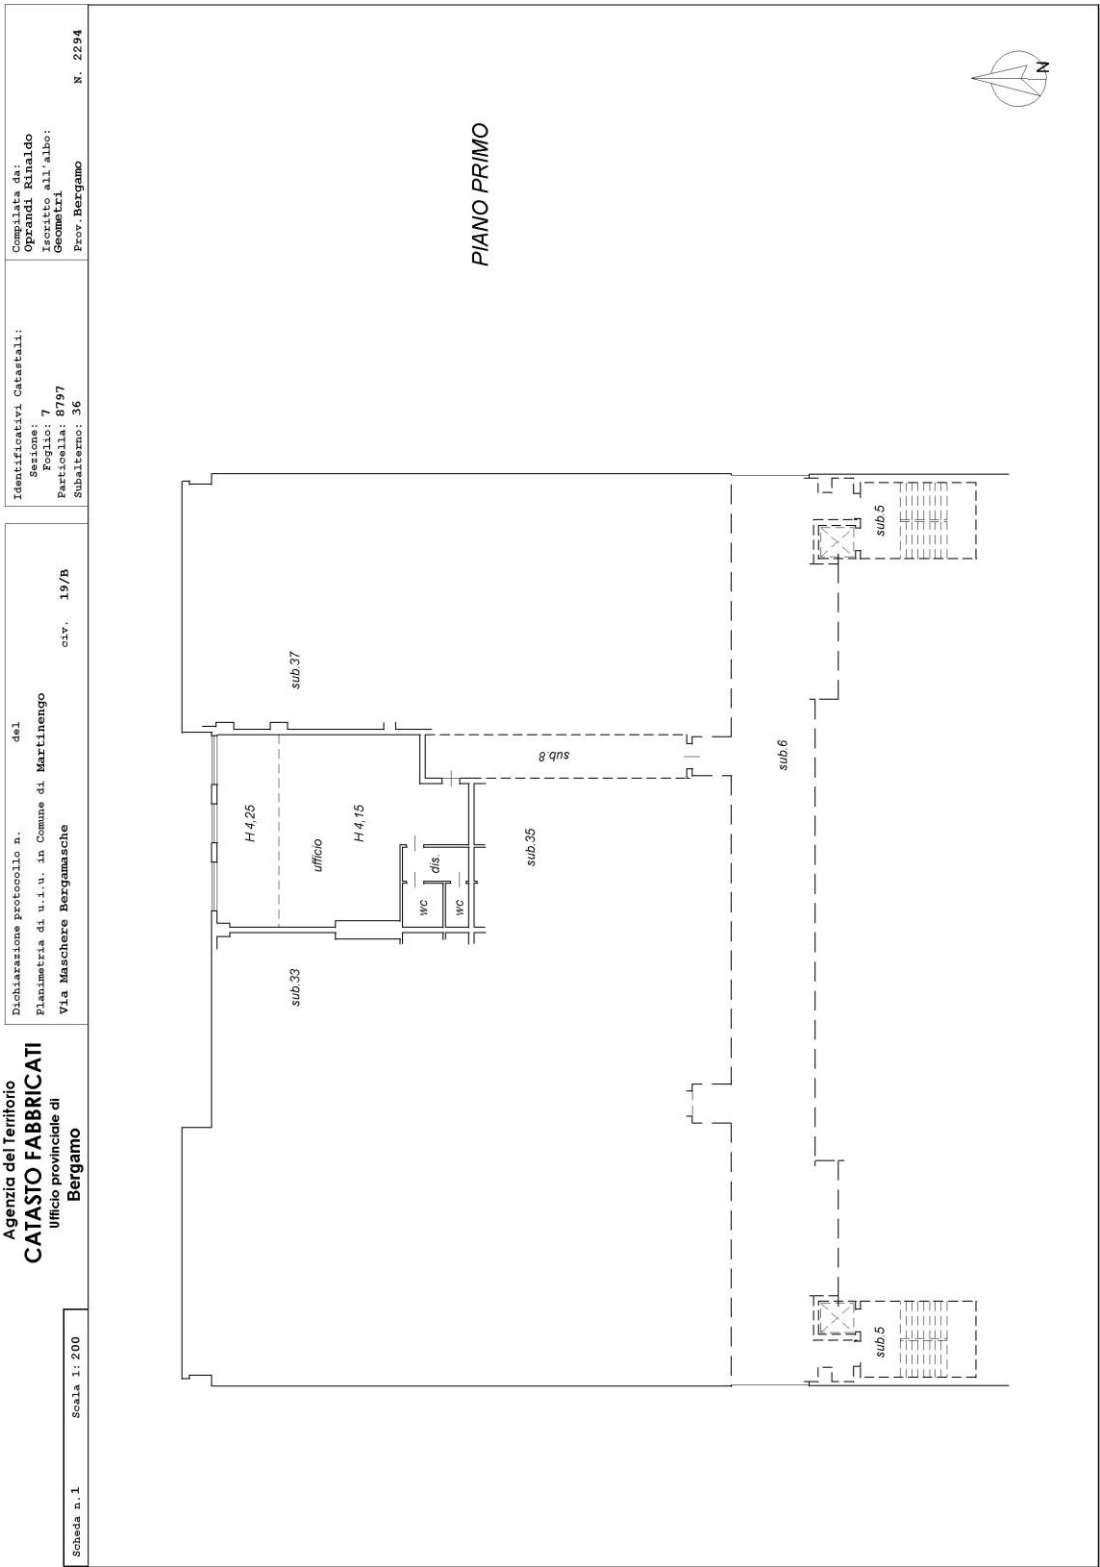 Agenzia del Territorio
CATASTO FABBRICATI
Ufficio provinciale di
Bergamo
Scheda n.1
Scala 1:200
Dichiarazione protocollo n.
del
Planimetria di u.i.u. in Comune di Martinengo
Via Maschere Bergamasche
civ. 19/B
Identificativi Catastali:
Sezione:
Foglio: 7
Particella: 8797
Subalterno: 36
Compilata da:
Oprandi Rinaldo
Iscritto all'albo:
Geometri
Prov.Bergamo
N. 2294
PIANO PRIMO
N
sub.33
sub.37
H 4,25
ufficio
H 4,15
wc
wc
dis.
sub.35
sub.8
sub.6
sub.5
sub.5